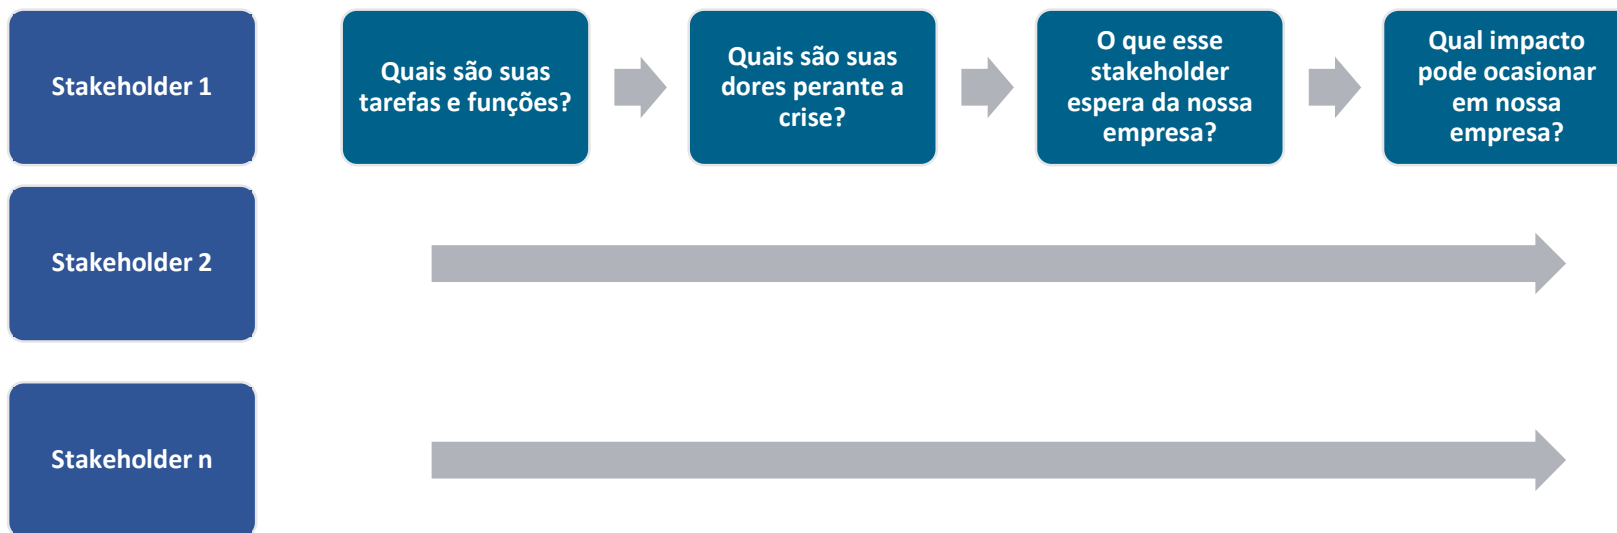 Stakeholder 1
Quais são suas
tarefas e funções?
Quais são suas
dores perante a
crise?
O que esse
stakeholder
espera da nossa
empresa?
Qual impacto
pode ocasionar
em nossa
empresa?
Stakeholder 2
Stakeholder n